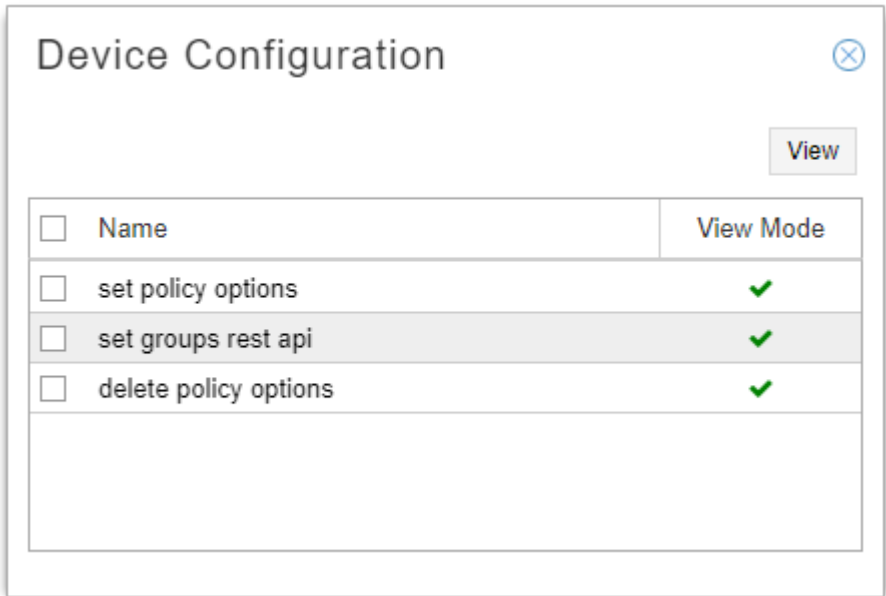 Device Configuration
View
Name View Mode
set policy options
set groups rest api
delete policy options